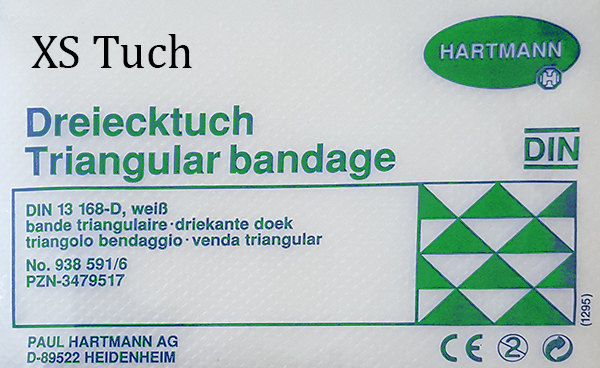 XS Tuch
HARTMANN
H
Dreiecktuch
Triangular bandage
DIN
DIN 13 168-D, weiß
bande triangulaire·driekante doek
triangolo bendaggio·venda triangular
No. 938 591/6
PZN-3479517
(1295)
PAUL HARTMANN AG
D-89522 HEIDENHEIM
CE 2